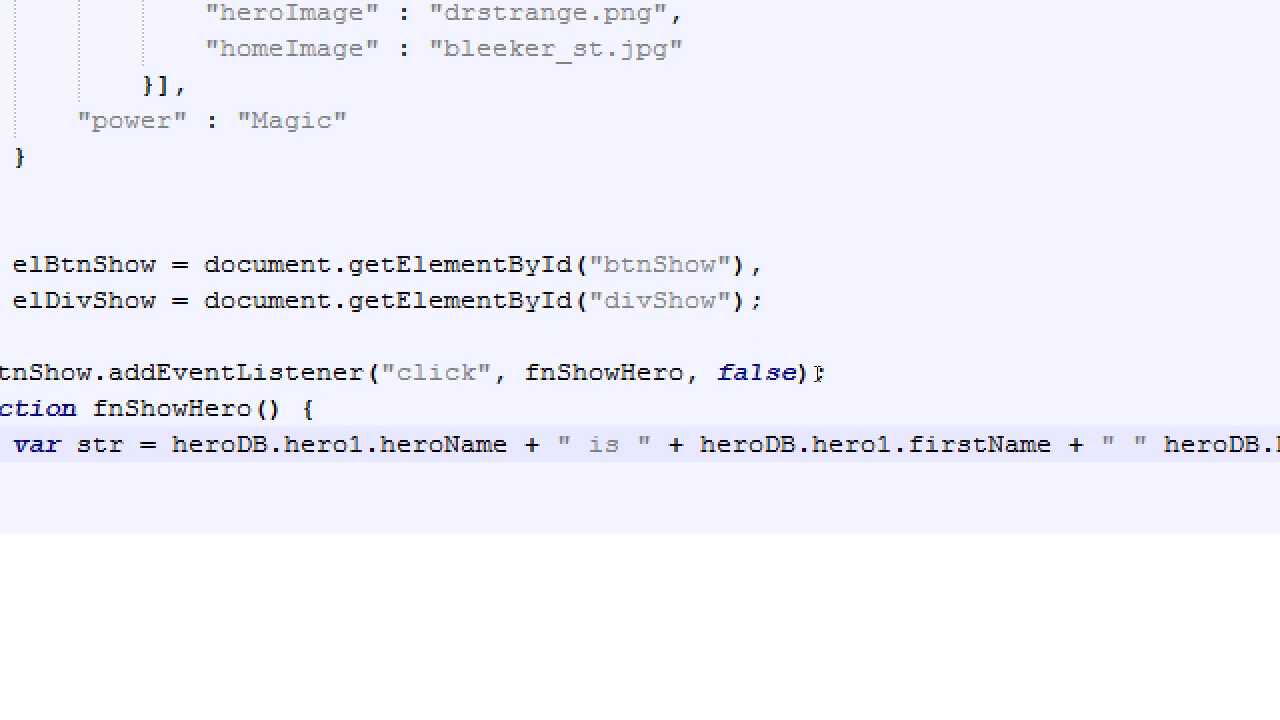 "heroImage" : "drstrange.png",
"homeImage" : "bleeker_st.jpg"
}],
"power" : "Magic"
}
elBtnShow = document.getElementById("btnShow"),
elDivShow = document.getElementById("divShow");
tnShow.addEventListener("click", fnShowHero, false);
ction fnShowHero() {
var str = heroDB.hero1.heroName + " is " + heroDB.hero1.firstName + " " heroDB.